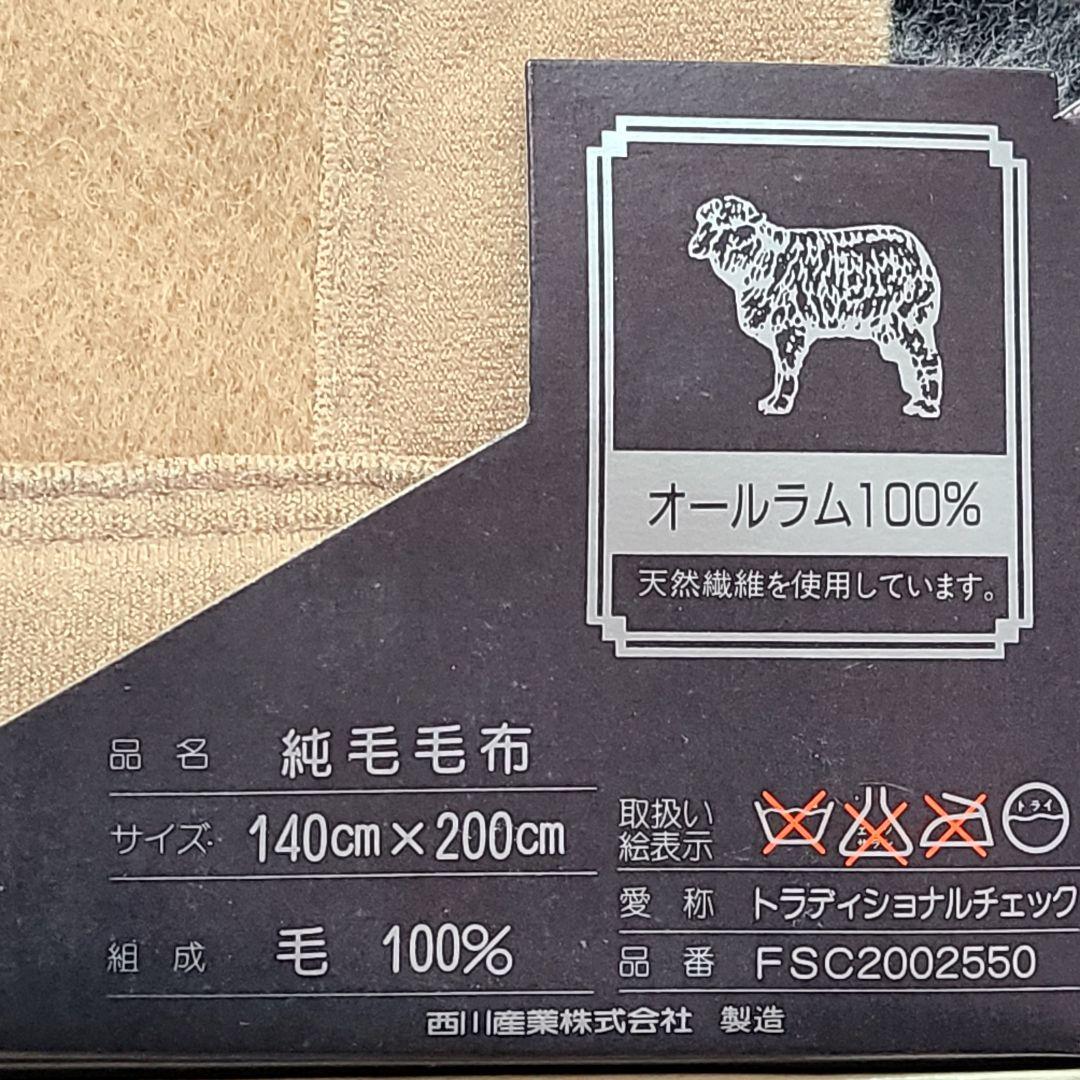 オールラム100%
天然繊維を使用しています。
品名 純毛毛布
サイズ 140cm×200cm
組成 毛 100%
取扱い
絵表示
ドライ
愛称 トラディショナルチェック
品番 FSC2002550
西川産業株式会社 製造